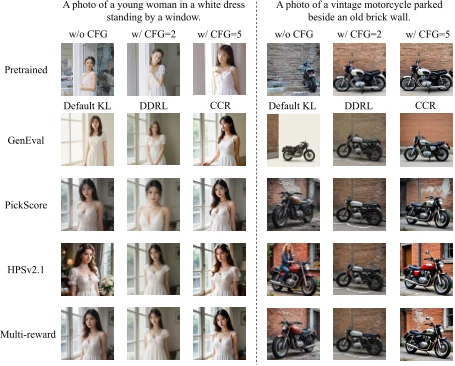 A photo of a young woman in a white dress
standing by a window.
A photo of a vintage motorcycle parked
beside an old brick wall.
w/o CFG w/ CFG=2 w/ CFG=5 w/o CFG w/ CFG=2 w/ CFG=5
Pretrained
Default KL DDRL CCR Default KL DDRL CCR
GenEval
PickScore
HPSv2.1
Multi-reward